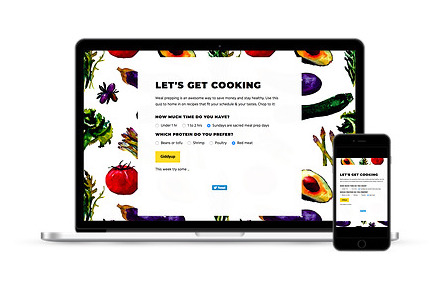 LET'S GET COOKING
Meal prepping is an awesome way to save money and stay healthy. Use this
quiz to home in on recipes that fit your schedule & your tastes. Chop to it!
HOW MUCH TIME DO YOU HAVE?
Under 1 hr 1 to 2 hrs Sundays are sacred meal prep days
WHICH PROTEIN DO YOU PREFER?
Beans or tofu Shrimp Poultry Red meat
Giddyup
This week try some ...
Tweet
LET'S GET COOKING